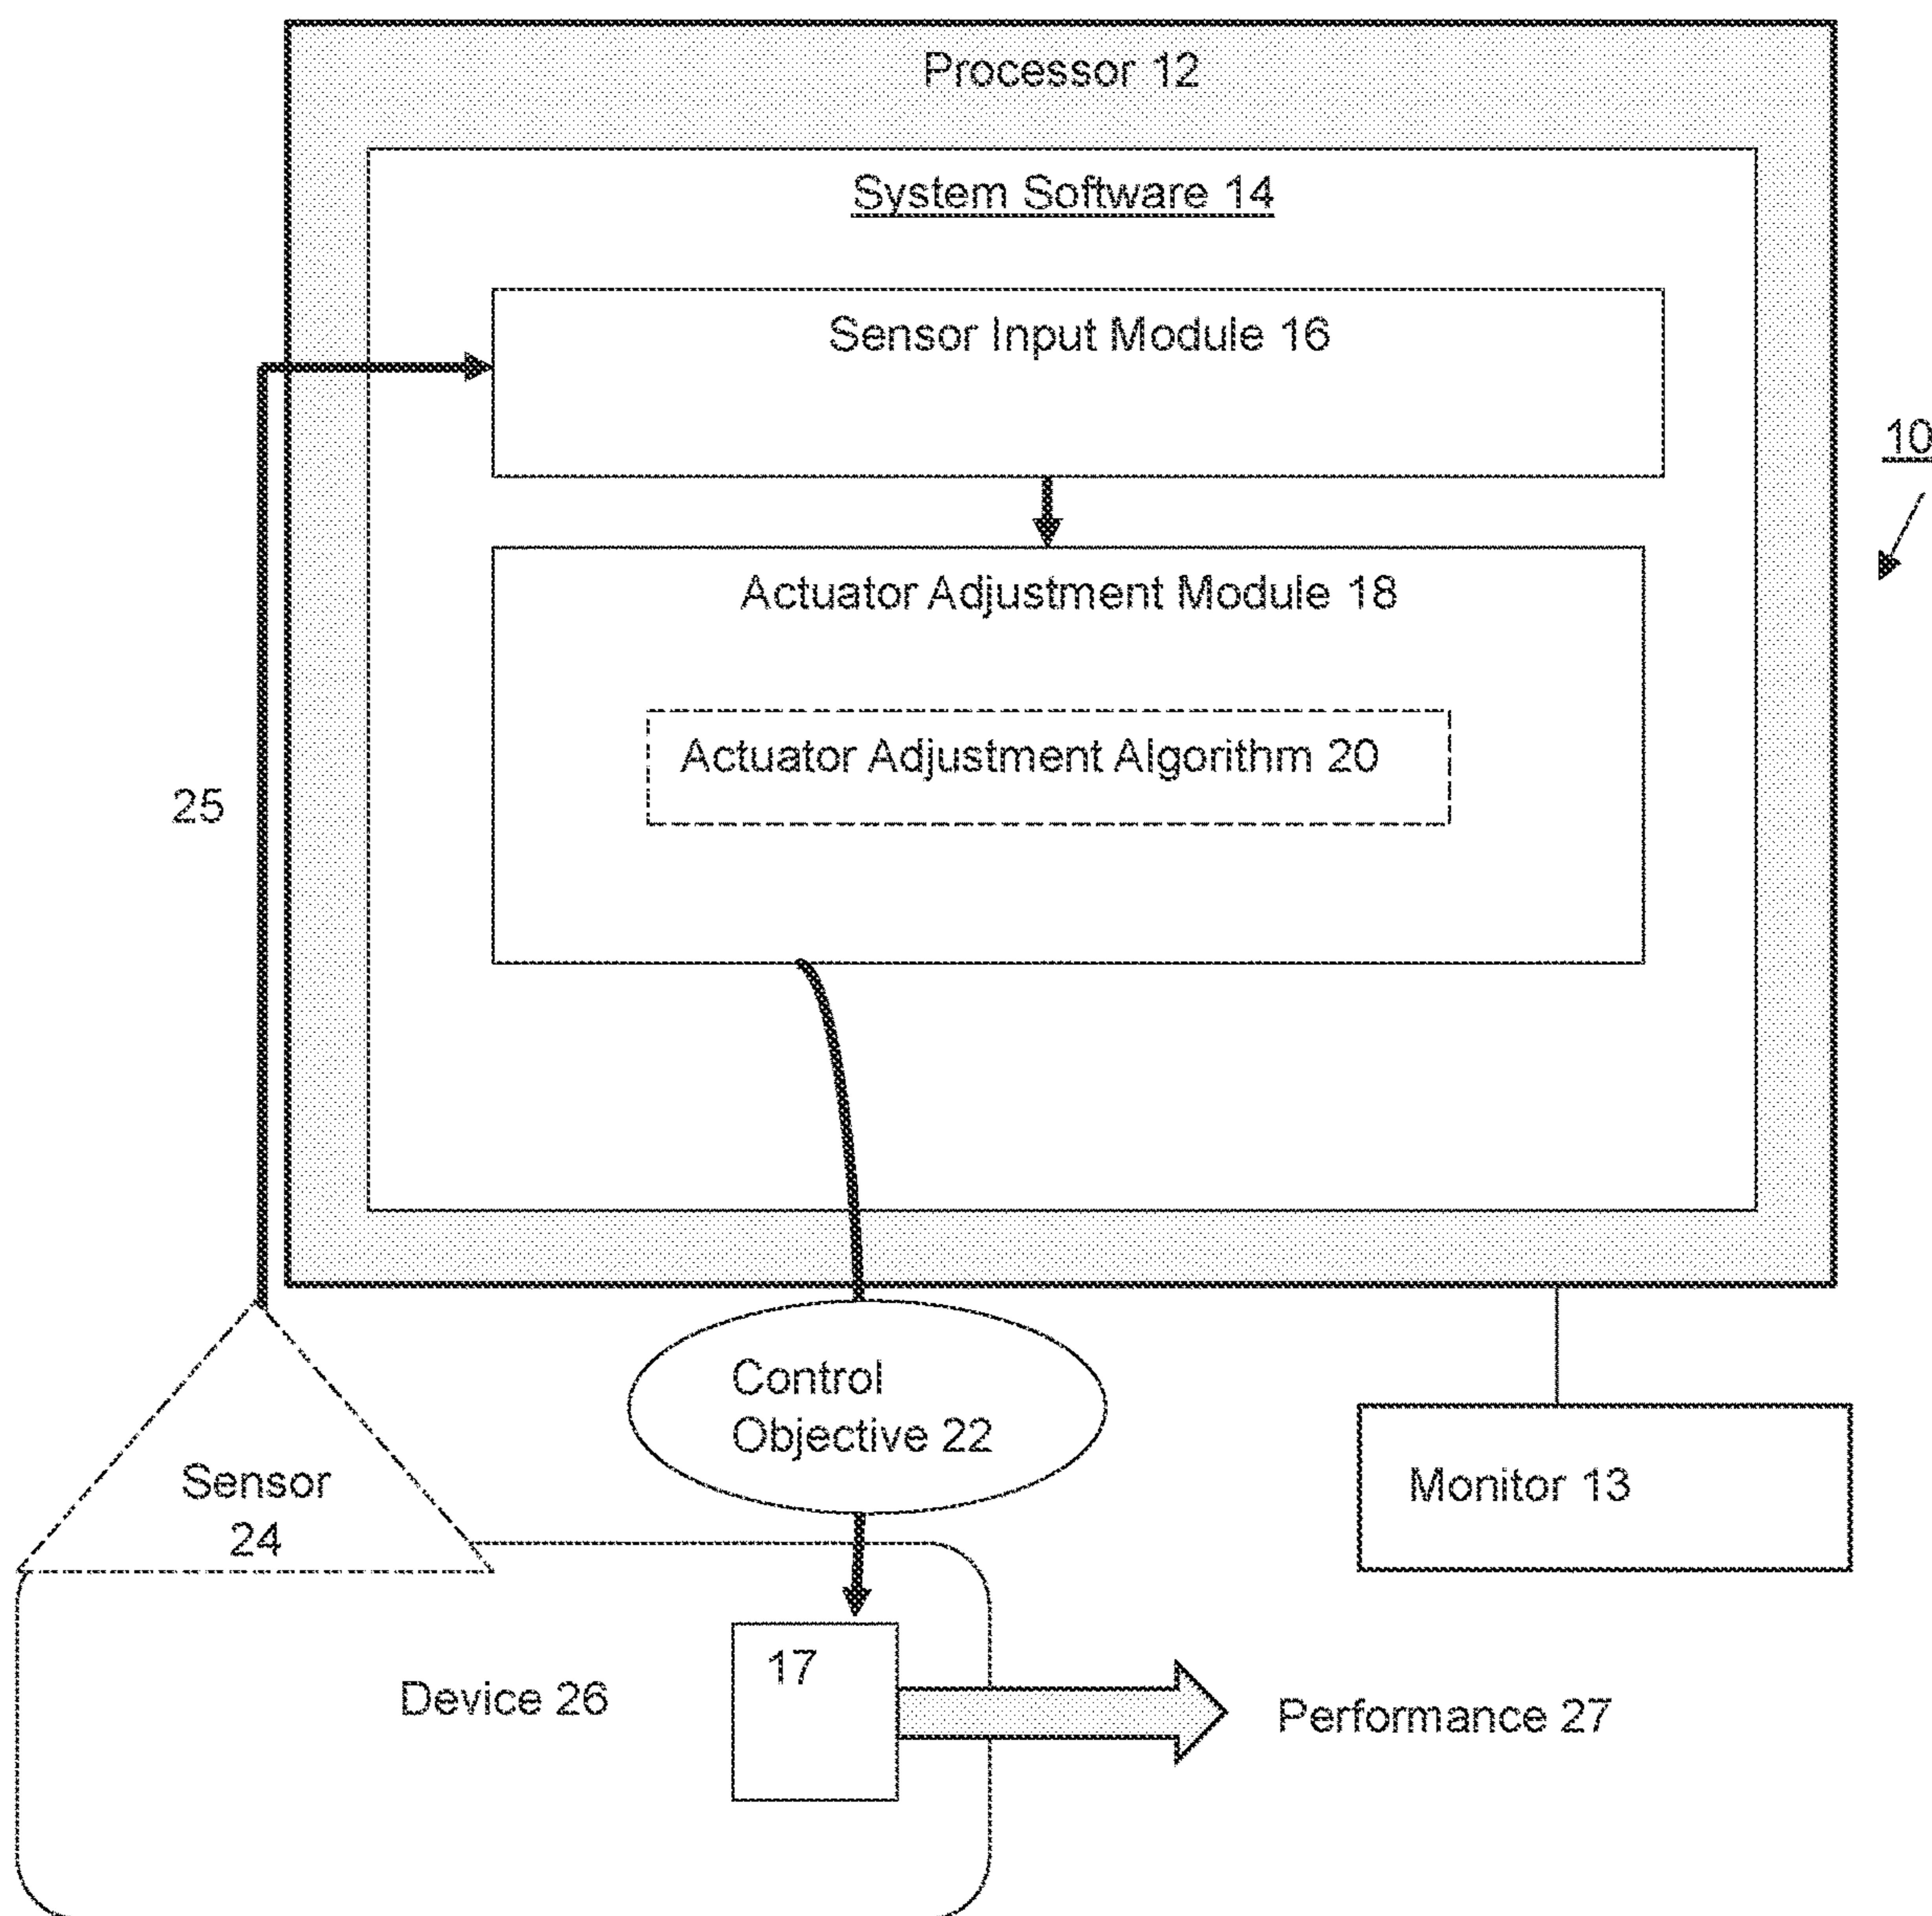 Processor 12
System Software 14
Sensor Input Module 16
10
Actuator Adjustment Module 18
Actuator Adjustment Algorithm 20
25
Control
Objective 22
Sensor
24
Monitor 13
17
Device 26
Performance 27